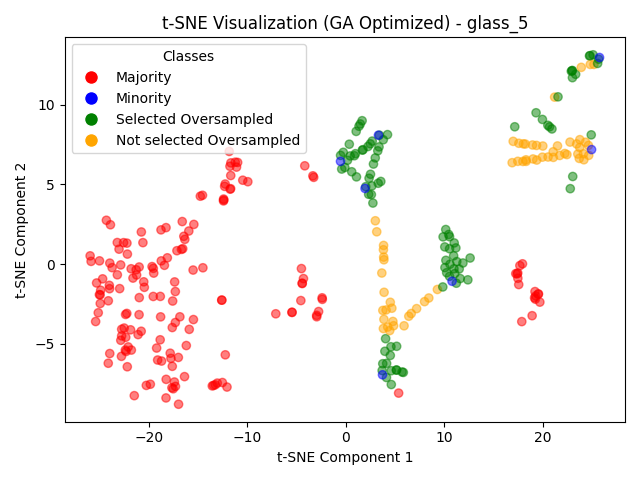 t-SNE Visualization (GA Optimized) - glass_5
Classes
Majority
Minority
Selected Oversampled
Not selected Oversampled
10
5
0
−5
t-SNE Component 2
−20 −10 0 10 20
t-SNE Component 1